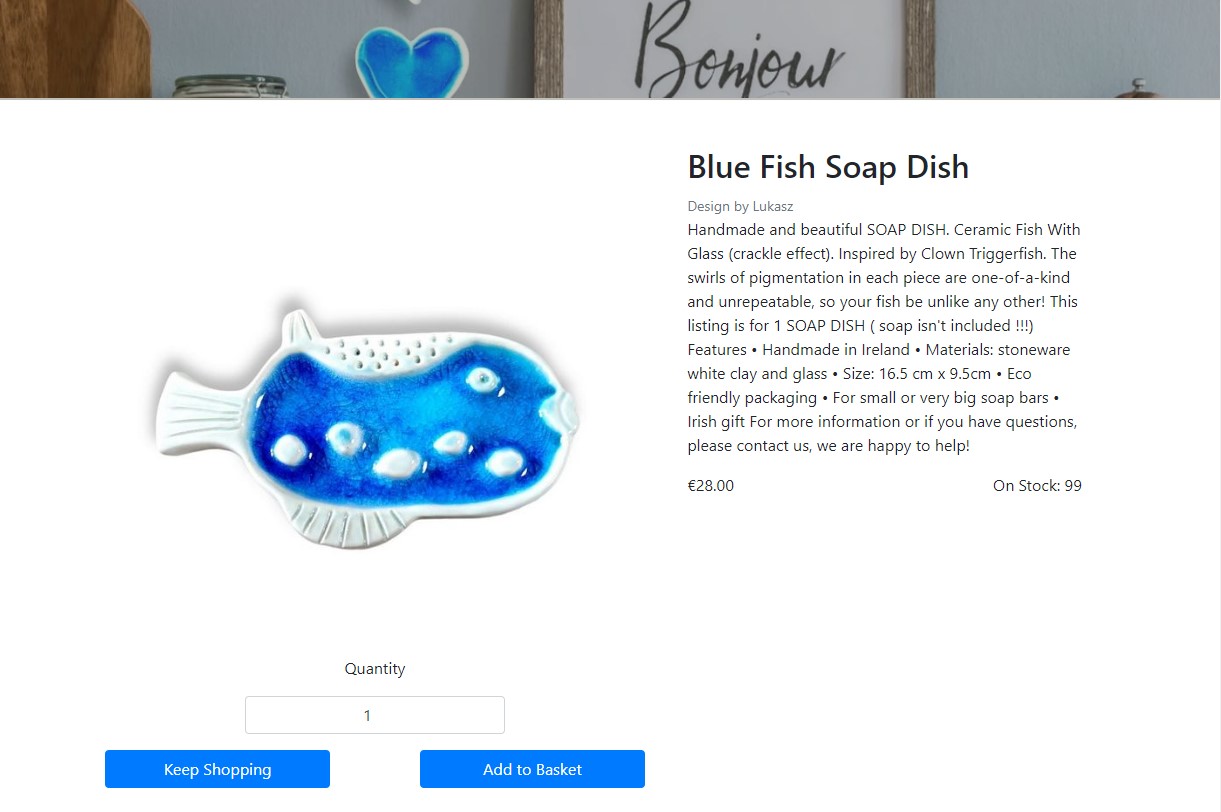 Bonjour
Blue Fish Soap Dish
Design by Lukasz
Handmade and beautiful SOAP DISH. Ceramic Fish With
Glass (crackle effect). Inspired by Clown Triggerfish. The
swirls of pigmentation in each piece are one-of-a-kind
and unrepeatable, so your fish be unlike any other! This
listing is for 1 SOAP DISH ( soap isn't included !!!)
Features • Handmade in Ireland • Materials: stoneware
white clay and glass • Size: 16.5 cm x 9.5cm • Eco
friendly packaging • For small or very big soap bars •
Irish gift For more information or if you have questions,
please contact us, we are happy to help!
€28.00 On Stock: 99
Quantity
1
Keep Shopping Add to Basket